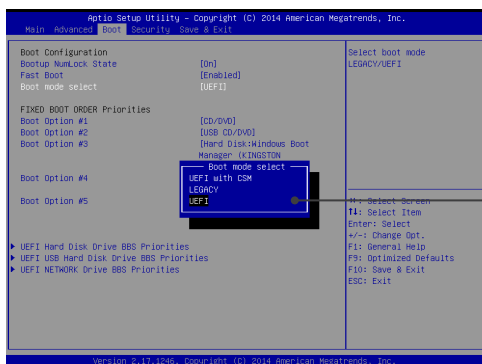 Aptio Setup Utility - Copyright (C) 2014 American Megatrends, Inc.
Main Advanced Boot Security Save & Exit
Boot Configuration
Bootup NumLock State [On]
Fast Boot [Enabled]
Boot mode select [UEFI]
FIXED BOOT ORDER Priorities
Boot Option #1 [CD/DVD]
Boot Option #2 [USB CD/DVD]
Boot Option #3 [Hard Disk:Windows Boot
Manager (KINGSTON
Boot mode select
UEFI with CSM
LEGACY
UEFI
Boot Option #4
Boot Option #5
UEFI Hard Disk Drive BBS Priorities
UEFI USB Hard Disk Drive BBS Priorities
UEFI NETWORK Drive BBS Priorities
Select boot mode
LEGACY/UEFI
: Select Screen
↑↓: Select Item
Enter: Select
+/-: Change Opt.
F1: General Help
F9: Optimized Defaults
F10: Save & Exit
ESC: Exit
Version 2.17.1246. Copyright (C) 2014 American Megatrends, Inc.